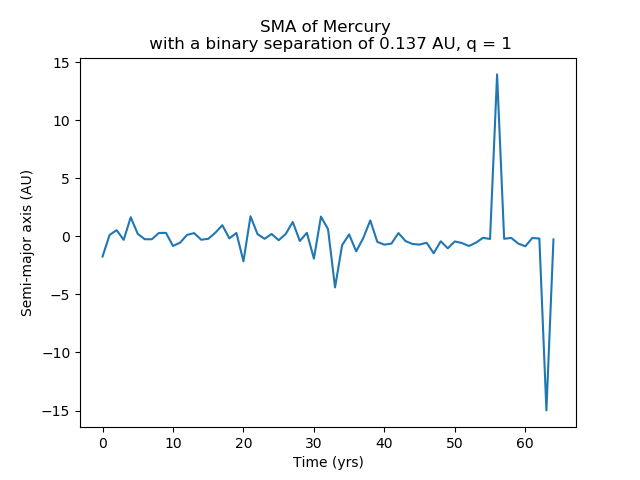 SMA of Mercury
with a binary separation of 0.137 AU, q = 1
15
10
5
0
−5
−10
−15
Semi-major axis (AU)
0 10 20 30 40 50 60
Time (yrs)